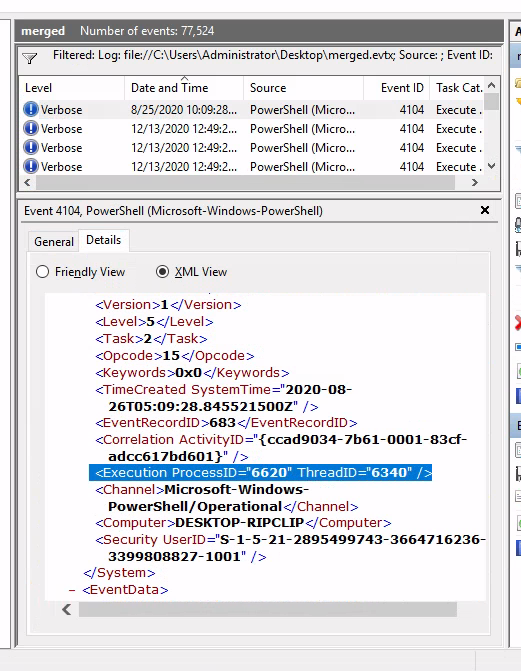 merged Number of events: 77,524
Filtered: Log: file://C:\Users\Administrator\Desktop\merged.evtx; Source: ; Event ID:
Level Date and Time Source Event ID Task Cat.
Verbose 8/25/2020 10:09:28... PowerShell (Micro... 4104 Execute .
Verbose 12/13/2020 12:49:2... PowerShell (Micro... 4104 Execute .
Verbose 12/13/2020 12:49:2... PowerShell (Micro... 4104 Execute .
Verbose 12/13/2020 12:49:2... PowerShell (Micro... 4104 Execute .
Event 4104, PowerShell (Microsoft-Windows-PowerShell)
General Details
Friendly View XML View
<Version>1</Version>
<Level>5</Level>
<Task>2</Task>
<Opcode>15</Opcode>
<Keywords>0x0</Keywords>
<TimeCreated SystemTime="2020-08-
26T05:09:28.845521500Z" />
<EventRecordID>683</EventRecordID>
<Correlation ActivityID="{ccad9034-7b61-0001-83cf-
adcc617bd601}" />
<Execution ProcessID="6620" ThreadID="6340" />
<Channel>Microsoft-Windows-
PowerShell/Operational</Channel>
<Computer>DESKTOP-RIPCLIP</Computer>
<Security UserID="S-1-5-21-2895499743-3664716236-
3399808827-1001" />
</System>
- <EventData>